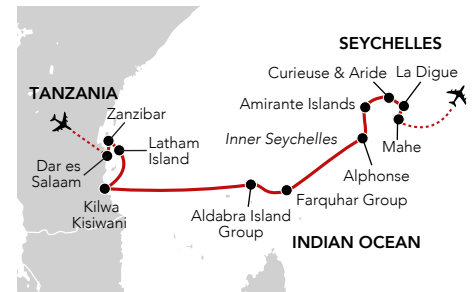 SEYCHELLES
Curieuse & Aride
La Digue
TANZANIA
Amirante Islands
Zanzibar
Inner Seychelles
Mahe
Latham
Island
Dar es
Salaam
Alphonse
Kilwa
Kisiwani
Aldabra Island
Group
Farquhar Group
INDIAN OCEAN